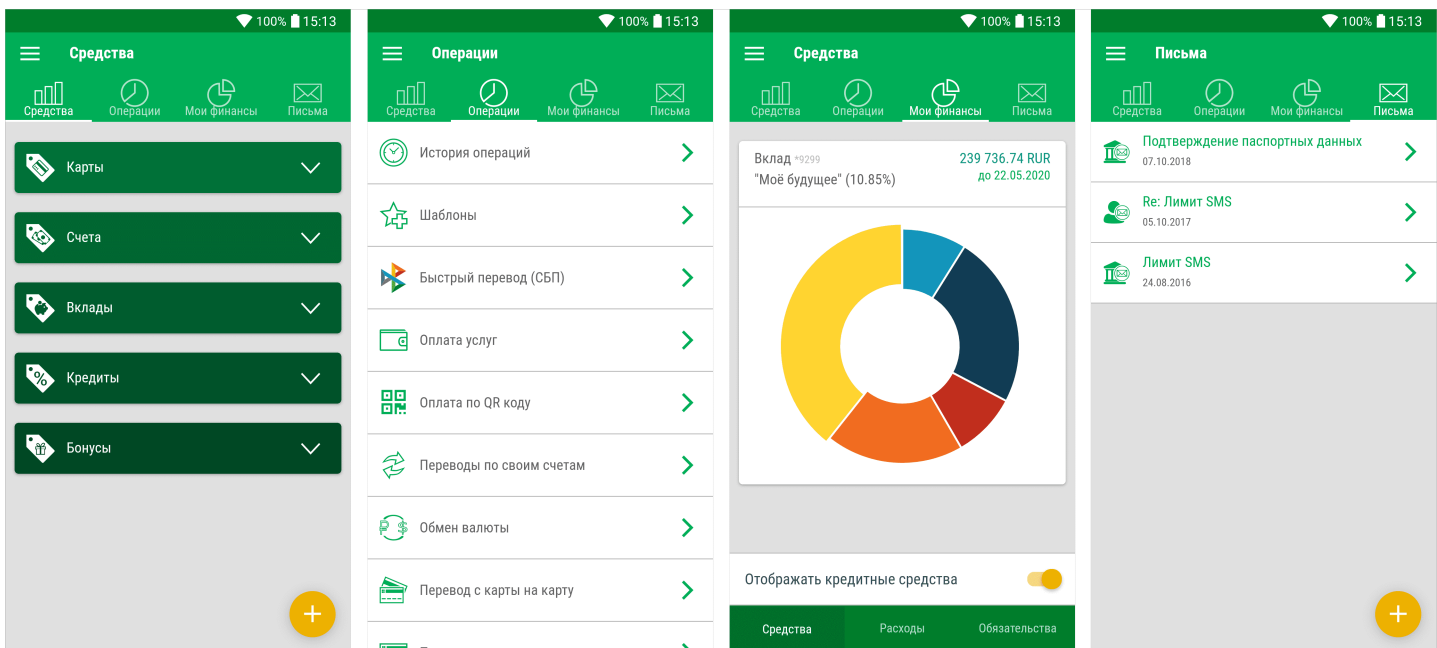 100% 15:13
Средства
Средства Операции Мои финансы Письма
Карты
Счета
Вклады
Кредиты
Бонусы
100% 15:13
Операции
Средства Операции Мои финансы Письма
История операций
Шаблоны
Быстрый перевод (СБП)
Оплата услуг
Оплата по QR коду
Переводы по своим счетам
Обмен валюты
Перевод с карты на карту
100% 15:13
Средства
Средства Операции Мои финансы Письма
Вклад *9299 239 736.74 RUR
"Моё будущее" (10.85%) до 22.05.2020
Отображать кредитные средства
Средства Расходы Обязательства
100% 15:13
Письма
Средства Операции Мои финансы Письма
Подтверждение паспортных данных
07.10.2018
Re: Лимит SMS
05.10.2017
Лимит SMS
24.08.2016